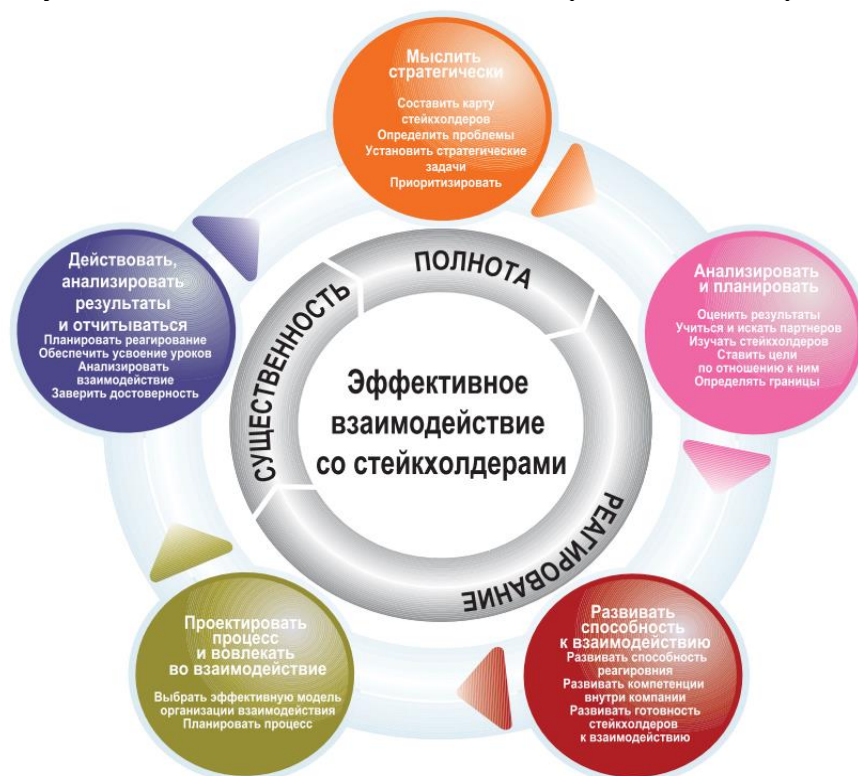 Мыслить
стратегически
Составить карту
стейкхолдеров
Определить проблемы
Установить стратегические
задачи
Приоритизировать
Анализировать
и планировать
Оценить результаты
Учиться и искать партнеров
Изучать стейкхолдеров
Ставить цели
по отношению к ним
Определять границы
Развивать
способность
к взаимодействию
Развивать способность
реагировния
Развивать компетенции
внутри компании
Развивать готовность
стейкхолдеров
к взаимодействию
Проектировать
процесс
и вовлекать
во взаимодействие
Выбрать эффективную модель
организации взаимодействия
Планировать процесс
Действовать,
анализировать
результаты
и отчитываться
Планировать реагирование
Обеспечить усвоение уроков
Анализировать
взаимодействие
Заверить достоверность
ПОЛНОТА
РЕАГИРОВАНИЕ
СУЩЕСТВЕННОСТЬ
Эффективное
взаимодействие
со стейкхолдерами